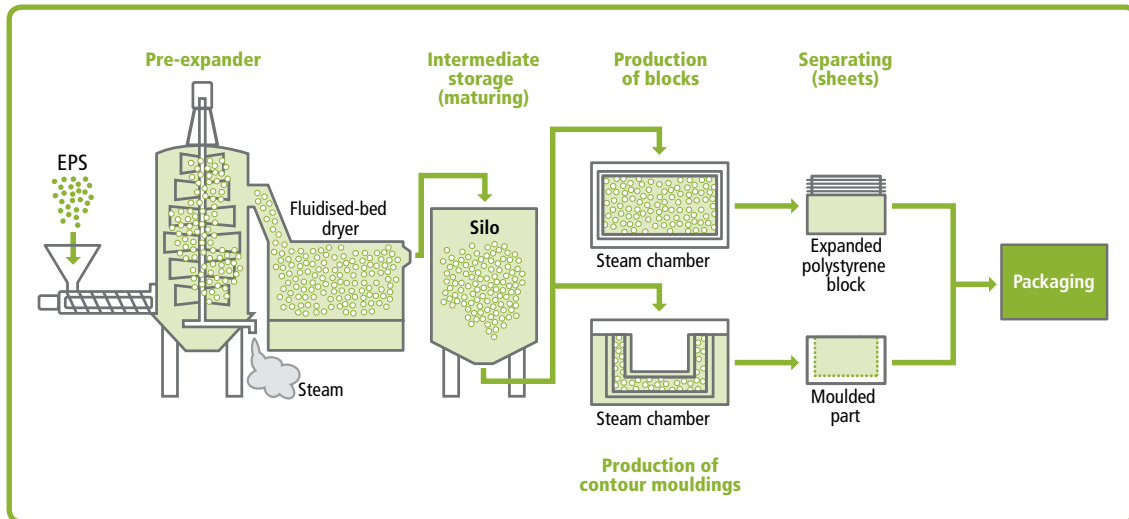 Pre-expander
Intermediate
storage
(maturing)
Production
of blocks
Separating
(sheets)
EPS
Fluidised-bed
dryer
Silo
Steam
Steam chamber
Expanded
polystyrene
block
Packaging
Steam chamber
Moulded
part
Production of
contour mouldings